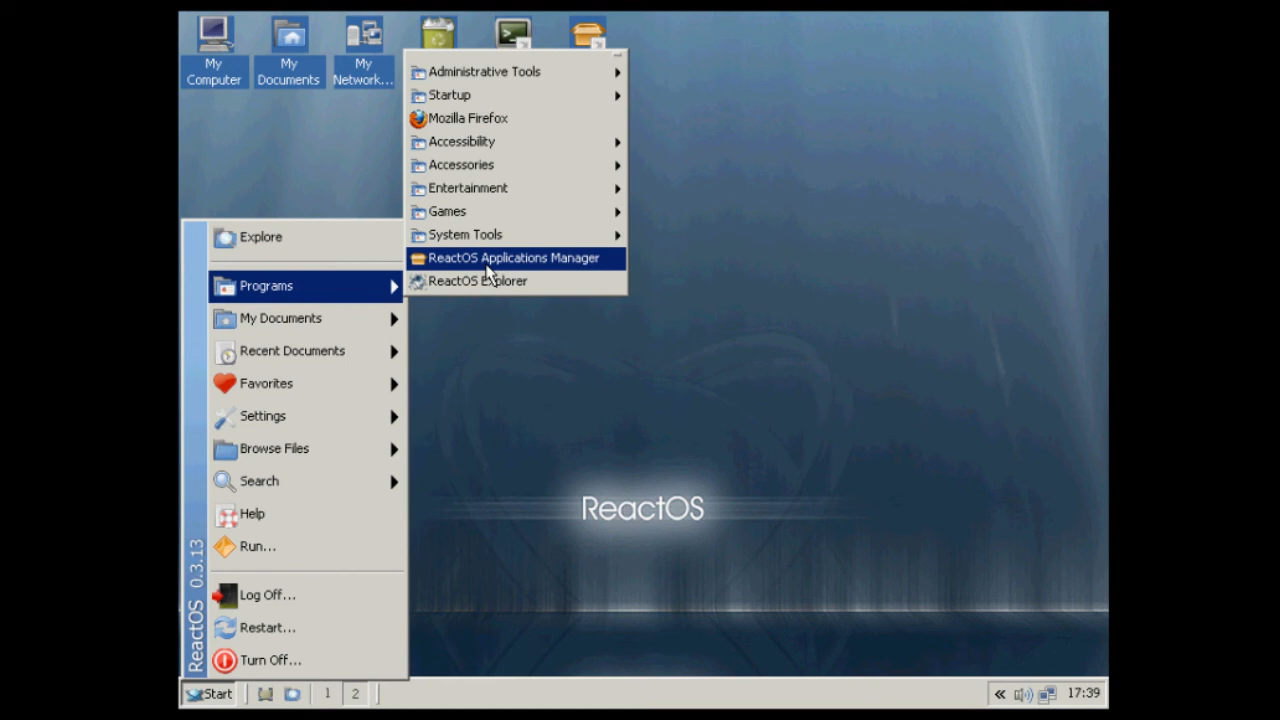 My
Computer
My
Documents
My
Network...
Administrative Tools
Startup
Mozilla Firefox
Accessibility
Accessories
Entertainment
Games
System Tools
ReactOS Applications Manager
ReactOS Explorer
Explore
Programs
My Documents
Recent Documents
Favorites
Settings
Browse Files
Search
Help
Run...
Log Off...
Restart...
Turn Off...
ReactOS 0.3.13
ReactOS
Start
1
2
17:39